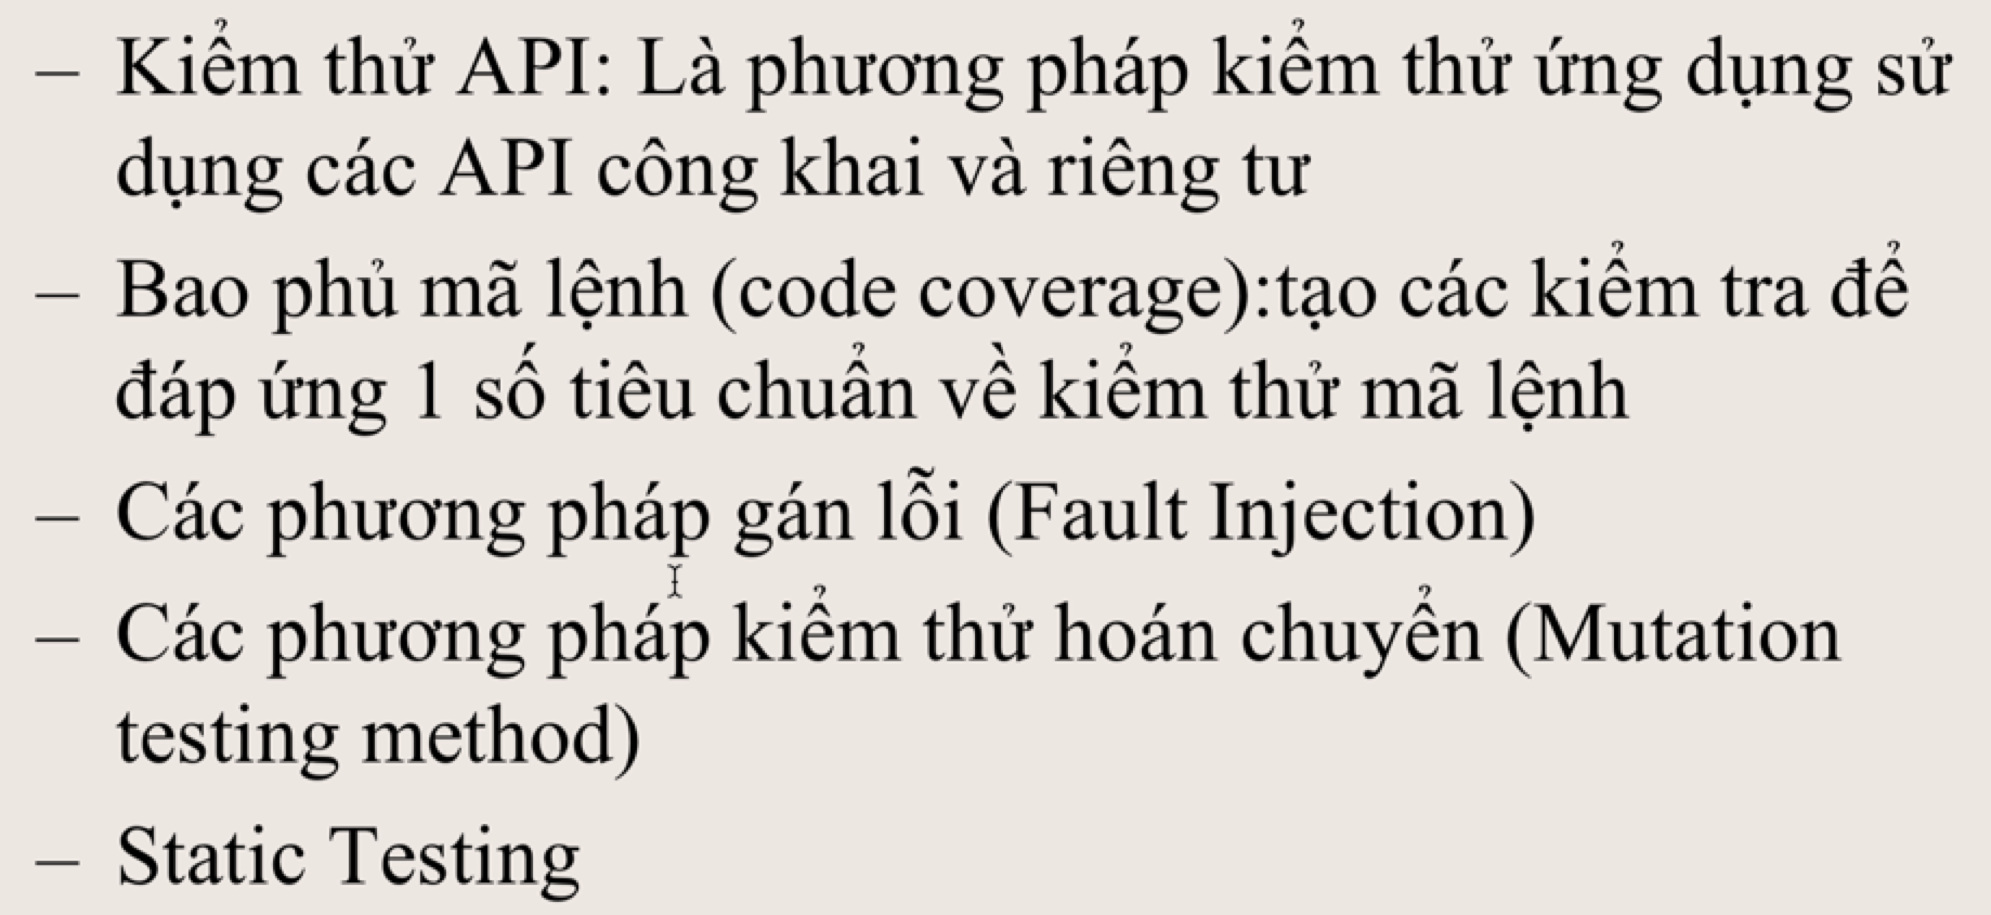 – Kiểm thử API: Là phương pháp kiểm thử ứng dụng sử
dụng các API công khai và riêng tư
– Bao phủ mã lệnh (code coverage):tạo các kiểm tra để
đáp ứng 1 số tiêu chuẩn về kiểm thử mã lệnh
– Các phương pháp gán lỗi (Fault Injection)
– Các phương pháp kiểm thử hoán chuyển (Mutation
testing method)
– Static Testing